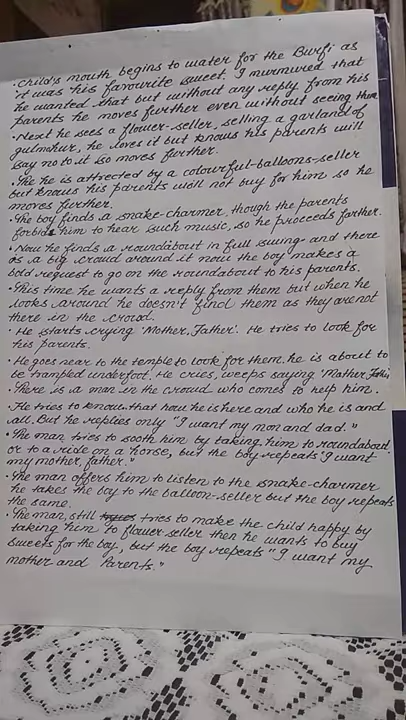 • Child's mouth begins to water for the Burfi as
it was his favourite sweet. I murmured that
he wanted that but without any reply from his
parents he moves further even without seeing them
• Next he sees a flower-seller, selling a garland of
gulmohur, he loves it but knows his parents will
say no to it so moves further.
• The he is attracted by a colourful-balloons-seller
but knows his parents will not buy for him so he
moves further.
• The boy finds a snake-charmer, though the parents
forbids him to hear such music, so he proceeds farther.
• Now he finds a roundabout in full swing and there
is a big crowd around it now the boy makes a
bold request to go on the roundabout to his parents.
• This time he wants a reply from them but when he
looks around he doesn't find them as they are not
there in the crowd.
• He starts crying 'Mother, Father'. He tries to look for
his parents.
• He goes near to the temple to look for them. he is about to
be trampled underfoot. He cries, weeps saying 'Mother, Father
• There is a man in the crowd who comes to help him.
• He tries to know that how he is here and who he is and
all. But he replies only "I want my mom and dad."
• The man tries to sooth him by taking him to roundabout
or to a ride on a horse, but the boy repeats "I want
my mother, father."
• The man offers him to listen to the snake-charmer
he takes the boy to the balloon-seller but the boy repeats
the same.
• The man, still tries to make the child happy by
taking him to flower-seller then he wants to buy
sweets for the boy, but the boy repeats "I want my
mother and Parents."